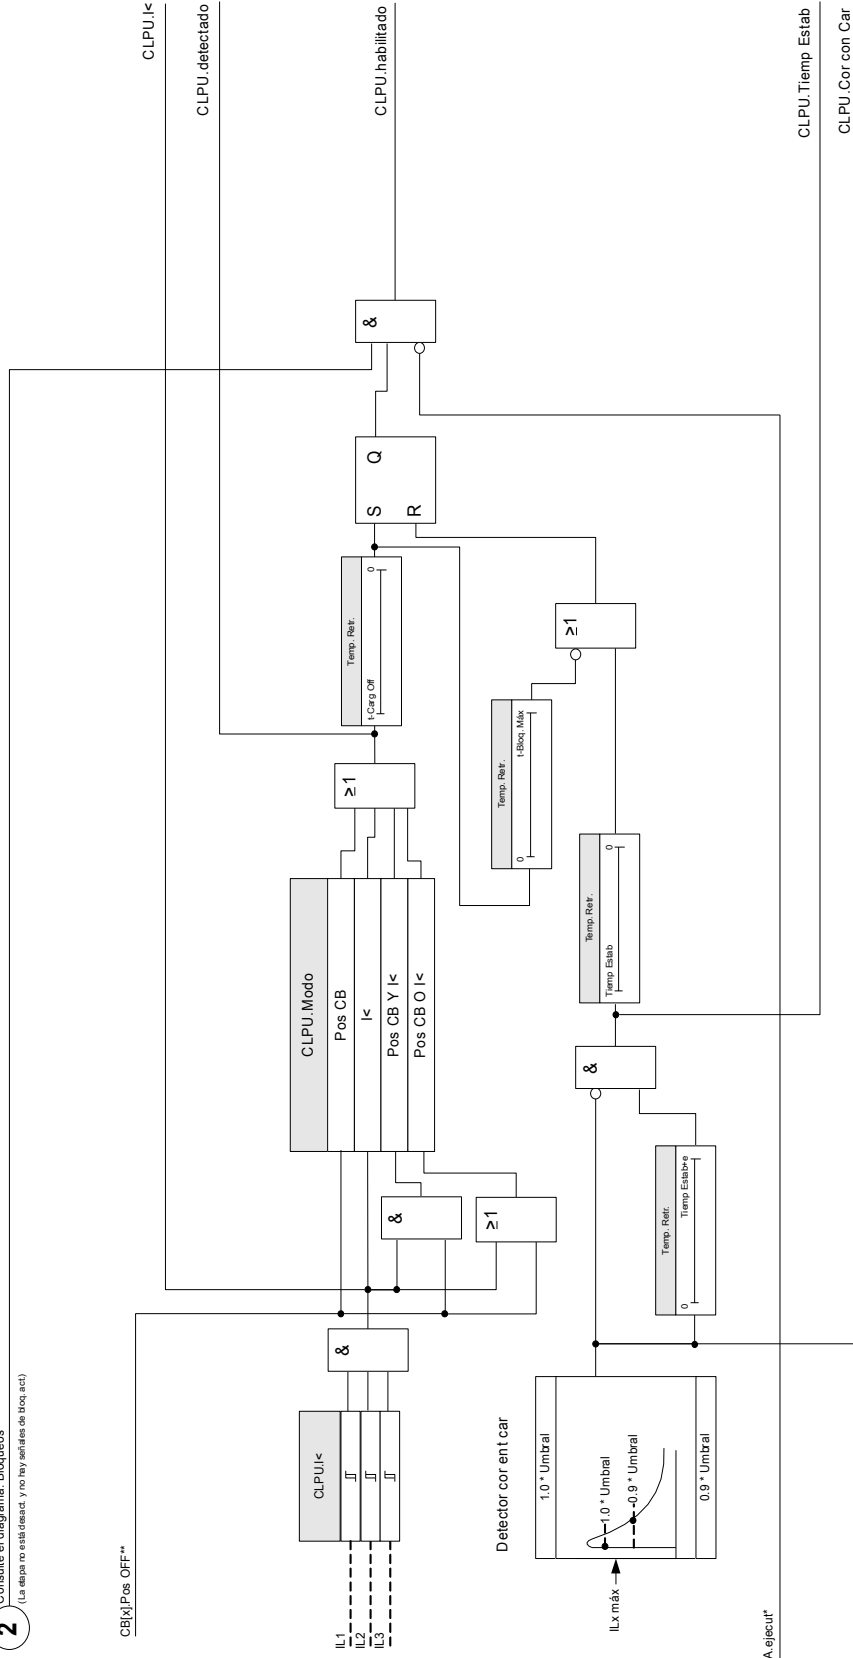 2
Consulte el diagrama: Bloqueos
(La etapa no está desact. y no hay señales de bloq. act.)
CB[x].Pos OFF**
IL1
IL2
IL3
CLPU.I<
&
CLPU.Modo
Pos CB
I<
Pos CB Y I<
Pos CB O I<
&
≥1
≥1
Temp. Retr.
t-Carg Off
0
S
R
Q
&
CLPU.I<
CLPU.detectado
CLPU.habilitado
Temp. Retr.
0
t-Bloq. Máx
≥1
Detector cor ent car
ILx máx
1.0 * Umbral
1.0 * Umbral
0.9 * Umbral
0.9 * Umbral
Temp. Retr.
0
Tiemp Estab+e
&
Temp. Retr.
Tiemp Estab
0
CLPU.Tiemp Estab
CLPU.Cor con Car
A.ejecut*